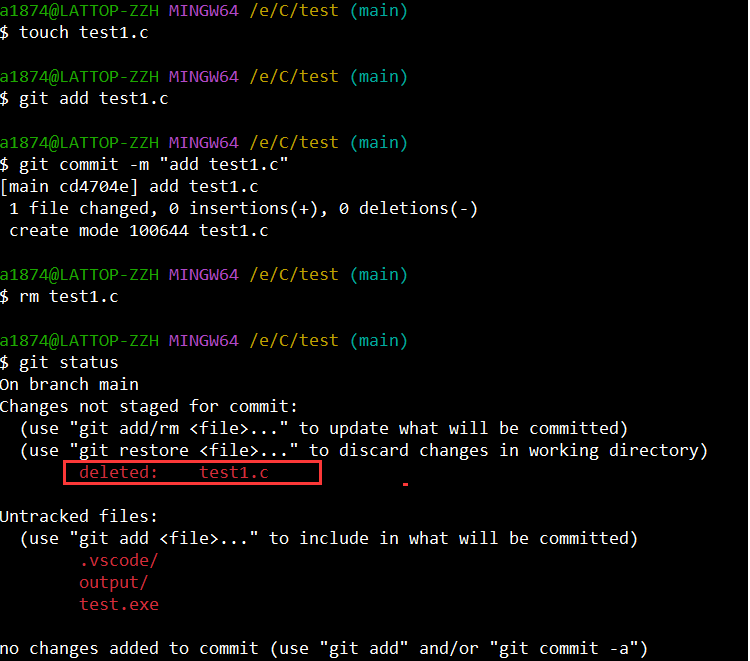 a1874@LATTOP-ZZH MINGW64 /e/C/test (main)
$ touch test1.c
a1874@LATTOP-ZZH MINGW64 /e/C/test (main)
$ git add test1.c
a1874@LATTOP-ZZH MINGW64 /e/C/test (main)
$ git commit -m "add test1.c"
[main cd4704e] add test1.c
 1 file changed, 0 insertions(+), 0 deletions(-)
 create mode 100644 test1.c
a1874@LATTOP-ZZH MINGW64 /e/C/test (main)
$ rm test1.c
a1874@LATTOP-ZZH MINGW64 /e/C/test (main)
$ git status
On branch main
Changes not staged for commit:
  (use "git add/rm <file>..." to update what will be committed)
  (use "git restore <file>..." to discard changes in working directory)
        deleted:    test1.c
Untracked files:
  (use "git add <file>..." to include in what will be committed)
        .vscode/
        output/
        test.exe
no changes added to commit (use "git add" and/or "git commit -a")